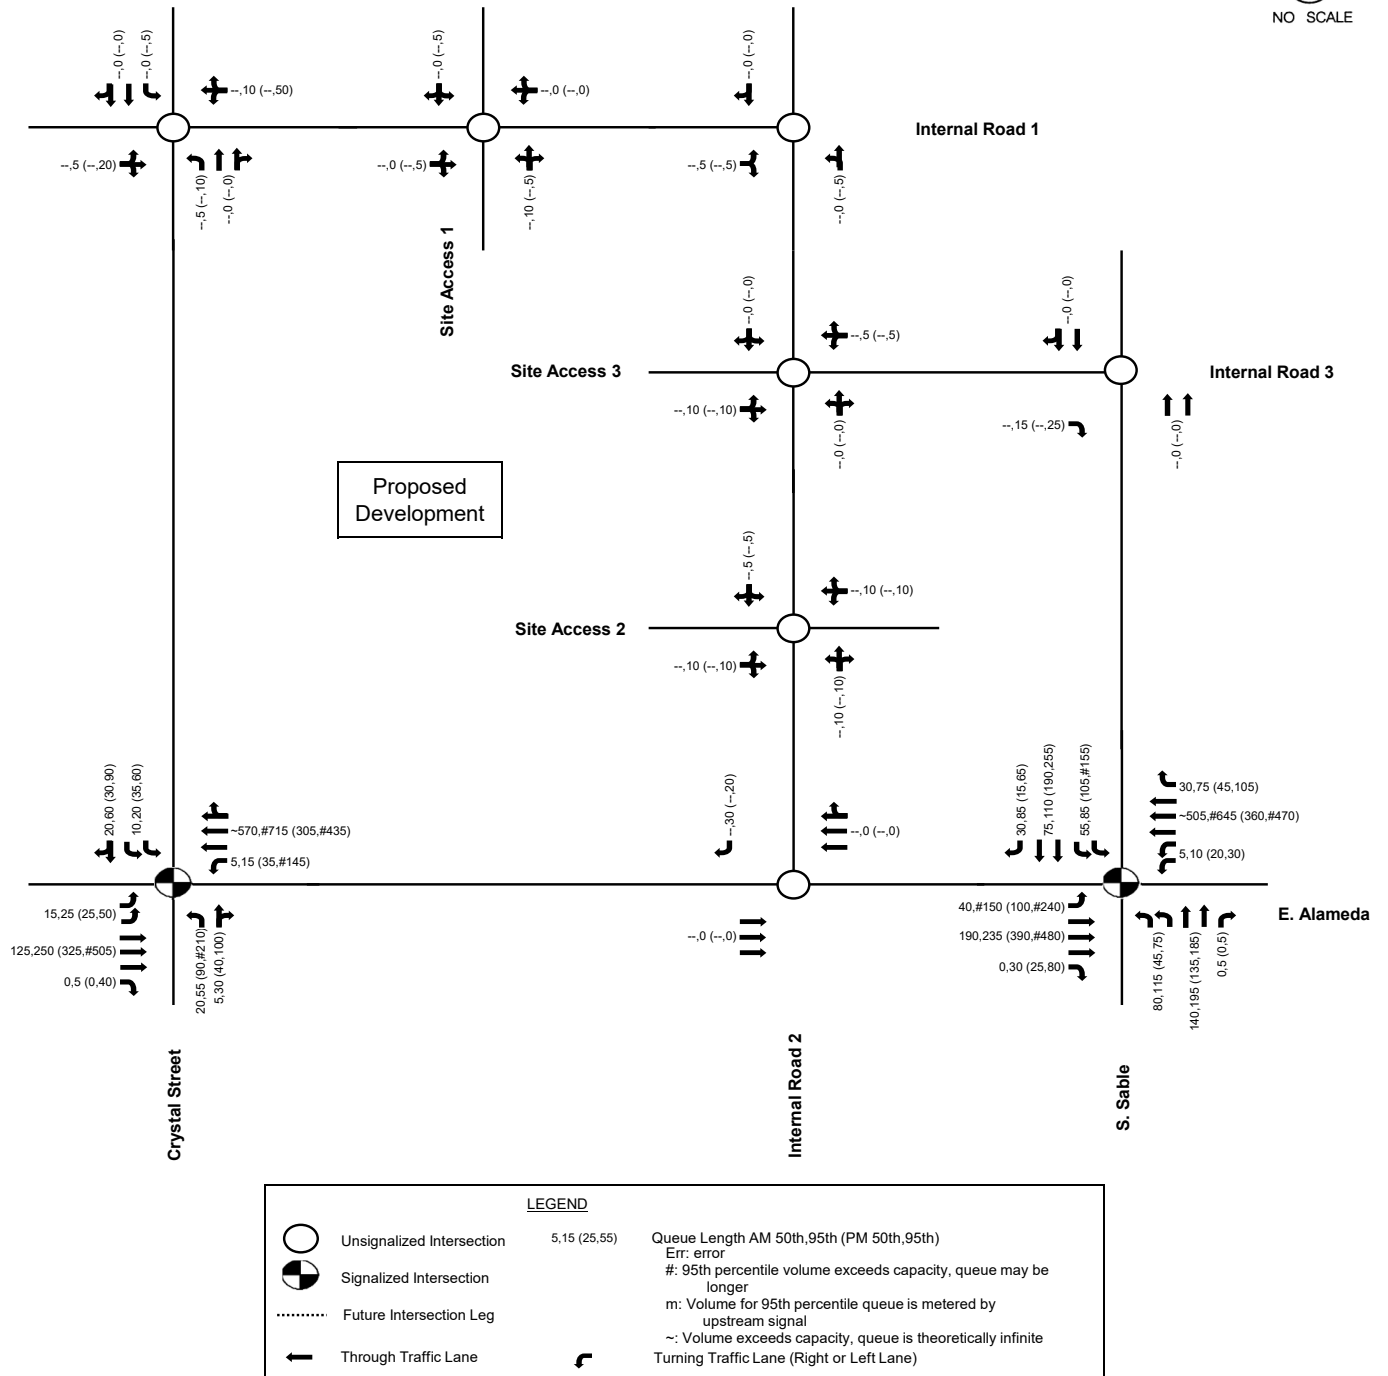 NO SCALE
--,0 (--,0)
--,0 (--,5)
--,10 (--,50)
--,5 (--,20)
--,5 (--,10)
--,0 (--,0)
--,0 (--,5)
--,0 (--,0)
--,0 (--,5)
--,10 (--,5)
Site Access 1
--,0 (--,0)
--,5 (--,5)
--,0 (--,5)
Internal Road 1
--,0 (--,0)
--,5 (--,5)
Site Access 3
--,10 (--,10)
--,0 (--,0)
--,0 (--,0)
--,15 (--,25)
--,0 (--,0)
Internal Road 3
Proposed
Development
--,5 (--,5)
--,10 (--,10)
Site Access 2
--,10 (--,10)
--,10 (--,10)
20,60 (30,90)
10,20 (35,60)
~570,#715 (305,#435)
5,15 (35,#145)
15,25 (25,50)
125,250 (325,#505)
0,5 (0,40)
20,55 (90,#210)
5,30 (40,100)
--,30 (--,20)
--,0 (--,0)
--,0 (--,0)
30,85 (15,65)
75,110 (190,255)
55,85 (105,#155)
30,75 (45,105)
~505,#645 (360,#470)
5,10 (20,30)
40,#150 (100,#240)
190,235 (390,#480)
0,30 (25,80)
80,115 (45,75)
140,195 (135,185)
0,5 (0,5)
E. Alameda
Crystal Street
Internal Road 2
S. Sable
LEGEND
Unsignalized Intersection
5,15 (25,55)
Queue Length AM 50th,95th (PM 50th,95th)
Err: error
Signalized Intersection
#: 95th percentile volume exceeds capacity, queue may be
longer
m: Volume for 95th percentile queue is metered by
upstream signal
Future Intersection Leg
~: Volume exceeds capacity, queue is theoretically infinite
Through Traffic Lane
Turning Traffic Lane (Right or Left Lane)